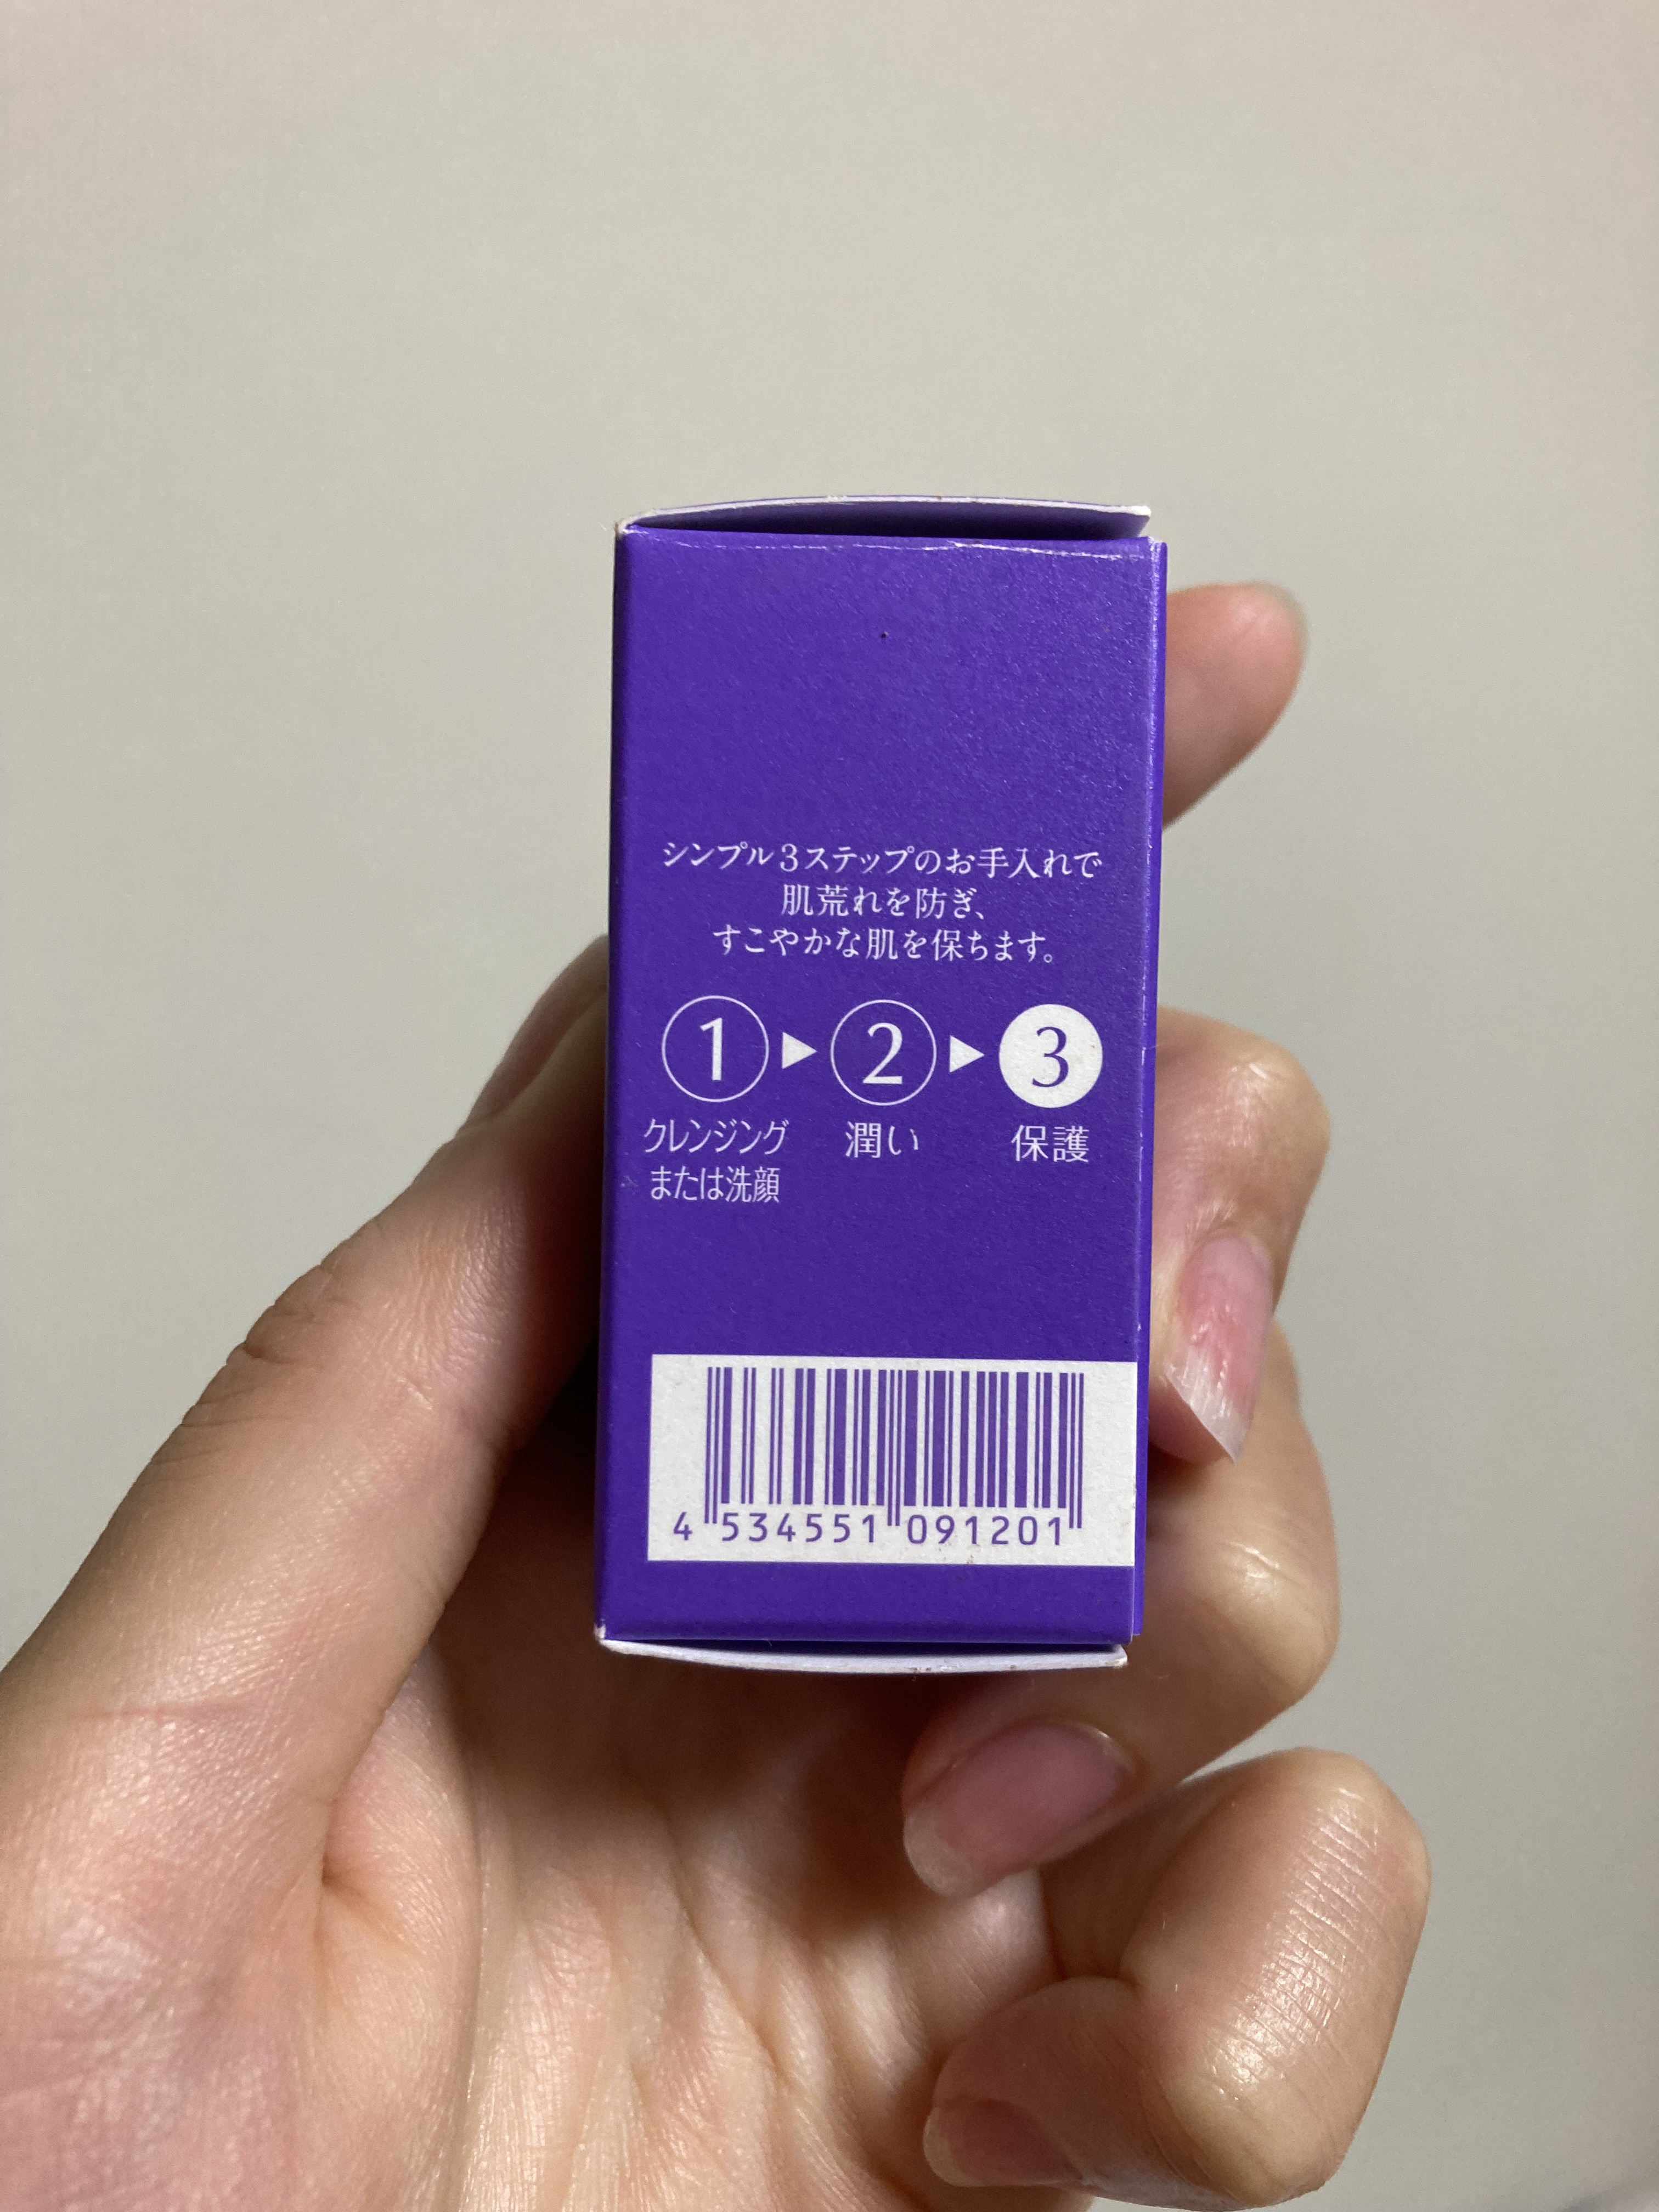 シンプル3ステップのお手入れで
肌荒れを防ぎ、
すこやかな肌を保ちます。
1 ▶ 2 ▶ 3
クレンジング
または洗顔
潤い
保護
4 534551 091201